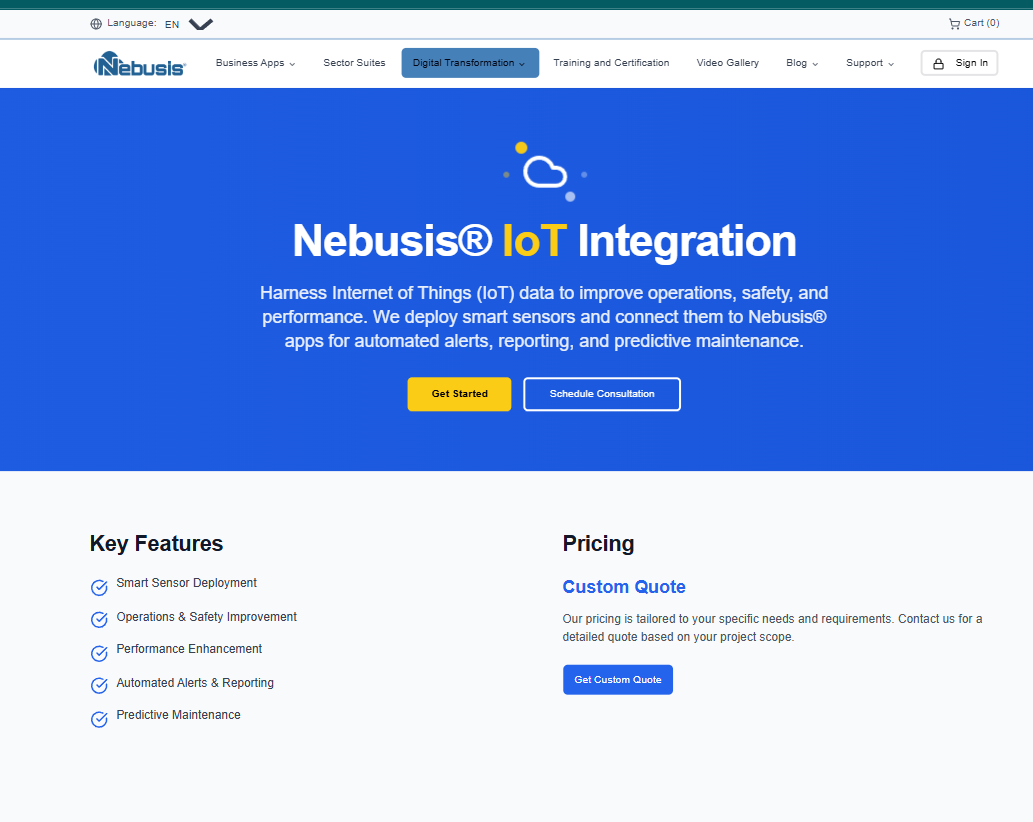 Language: EN
Cart (0)
Nebusis®
Business Apps
Sector Suites
Digital Transformation
Training and Certification
Video Gallery
Blog
Support
Sign In
Nebusis® IoT Integration
Harness Internet of Things (IoT) data to improve operations, safety, and
performance. We deploy smart sensors and connect them to Nebusis®
apps for automated alerts, reporting, and predictive maintenance.
Get Started
Schedule Consultation
Key Features
Smart Sensor Deployment
Operations & Safety Improvement
Performance Enhancement
Automated Alerts & Reporting
Predictive Maintenance
Pricing
Custom Quote
Our pricing is tailored to your specific needs and requirements. Contact us for a
detailed quote based on your project scope.
Get Custom Quote